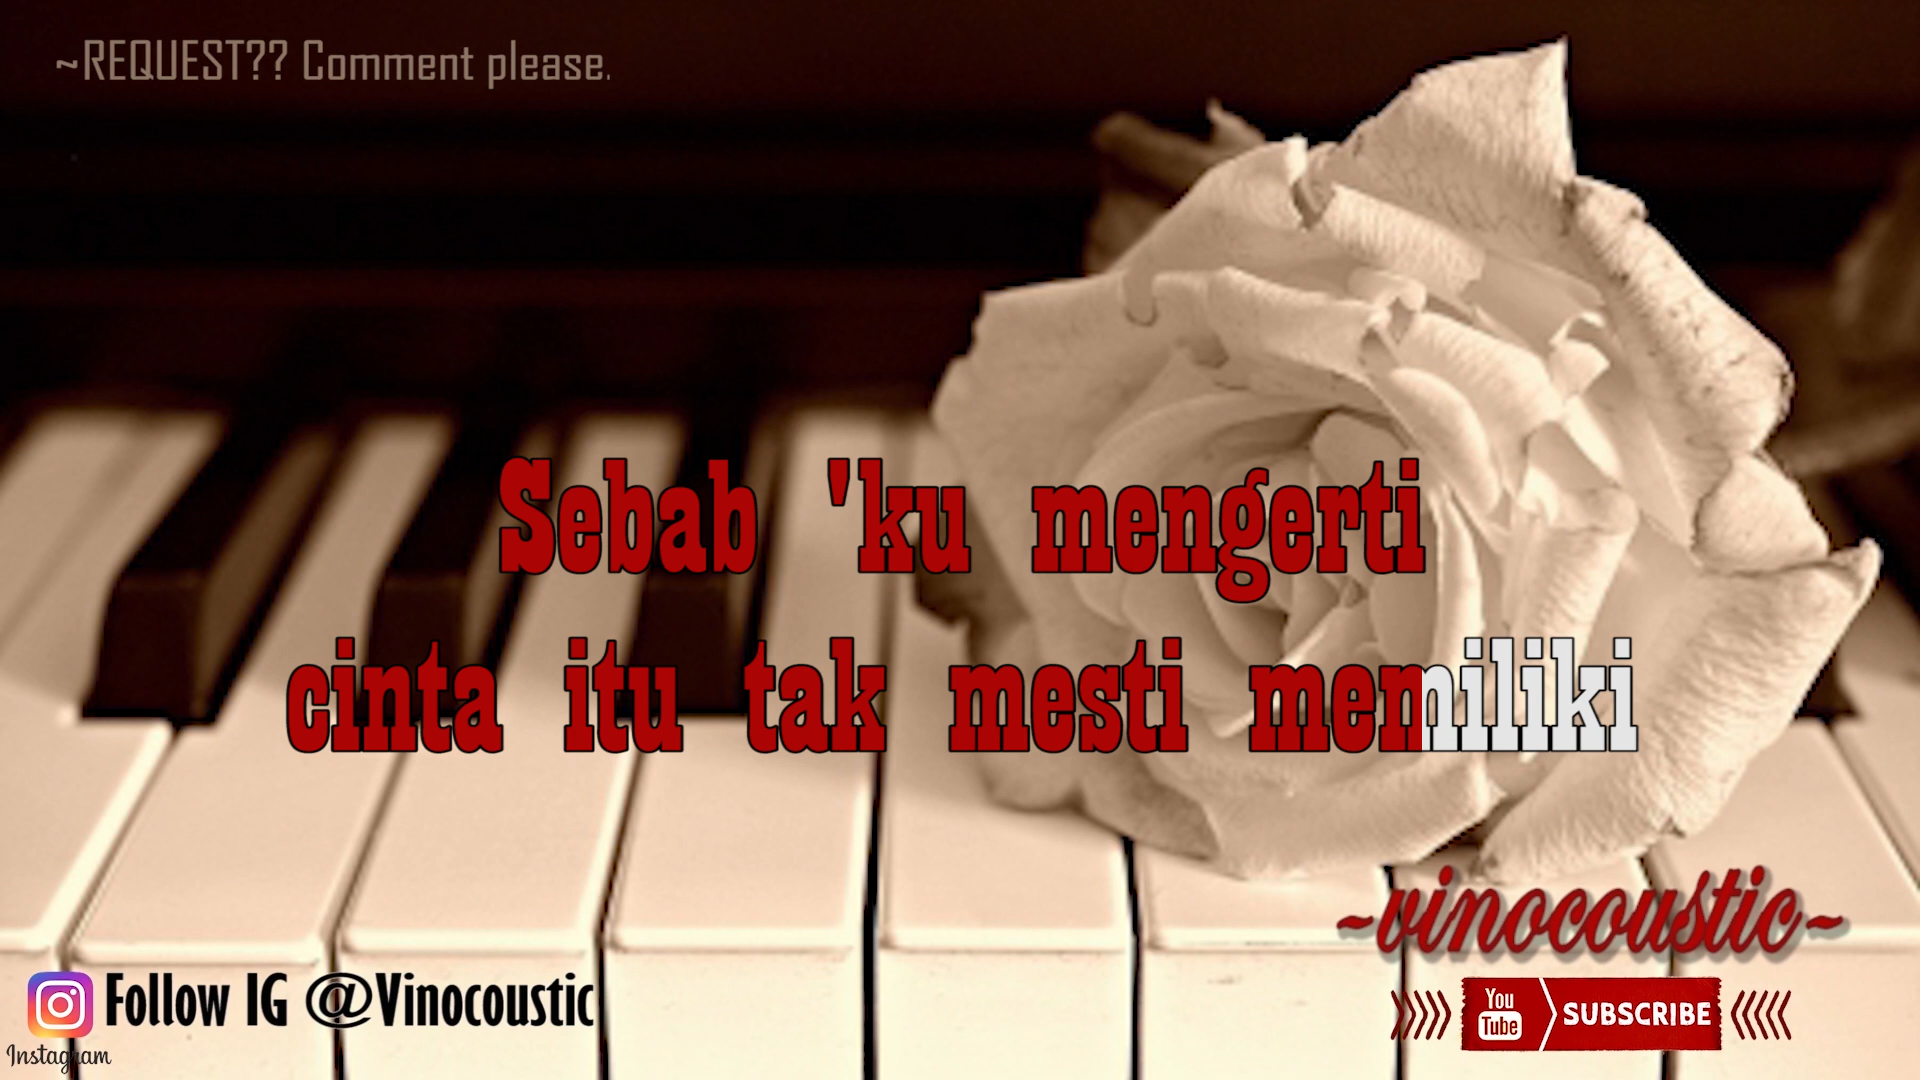 ~REQUEST?? Comment please.
Sebab 'ku mengerti
cinta itu tak mesti memiliki
~vinocoustic~
Follow IG @Vinocoustic
You
Tube
SUBSCRIBE
Instagram